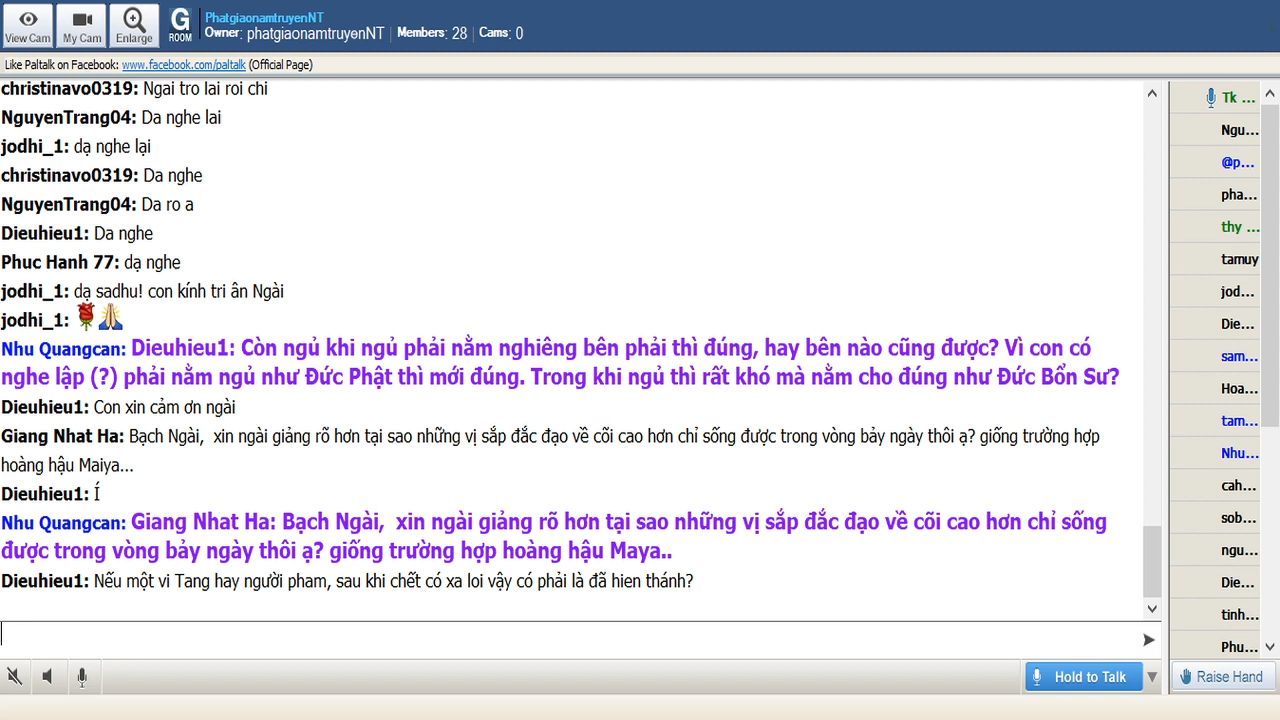 View Cam
My Cam
Enlarge
G
ROOM
PhatgiaonamtruyenNT
Owner: phatgiaonamtruyenNT | Members: 28 | Cams: 0
Like Paltalk on Facebook: www.facebook.com/paltalk (Official Page)
christinavo0319: Ngai tro lai roi chi
NguyenTrang04: Da nghe lai
jodhi_1: dạ nghe lại
christinavo0319: Da nghe
NguyenTrang04: Da ro a
Dieuhieu1: Da nghe
Phuc Hanh 77: dạ nghe
jodhi_1: dạ sadhu! con kính tri ân Ngài
jodhi_1:
Nhu Quangcan: Dieuhieu1: Còn ngủ khi ngủ phải nằm nghiêng bên phải thì đúng, hay bên nào cũng được? Vì con có
nghe lập (?) phải nằm ngủ như Đức Phật thì mới đúng. Trong khi ngủ thì rất khó mà nằm cho đúng như Đức Bổn Sư?
Dieuhieu1: Con xin cảm ơn ngài
Giang Nhat Ha: Bạch Ngài, xin ngài giảng rõ hơn tại sao những vị sắp đắc đạo về cõi cao hơn chỉ sống được trong vòng bảy ngày thôi ạ? giống trường hợp
hoàng hậu Maiya...
Dieuhieu1: Í
Nhu Quangcan: Giang Nhat Ha: Bạch Ngài, xin ngài giảng rõ hơn tại sao những vị sắp đắc đạo về cõi cao hơn chỉ sống
được trong vòng bảy ngày thôi ạ? giống trường hợp hoàng hậu Maya..
Dieuhieu1: Nếu một vi Tang hay người pham, sau khi chết có xa loi vậy có phải là đã hien thánh?
Tk ...
Ngu...
@p...
pha...
thy ...
tamuy
jod...
Die...
sam...
Hoa...
tam...
Nhu...
cah...
sob...
ngu...
Die...
tinh...
Phu...
Hold to Talk
Raise Hand